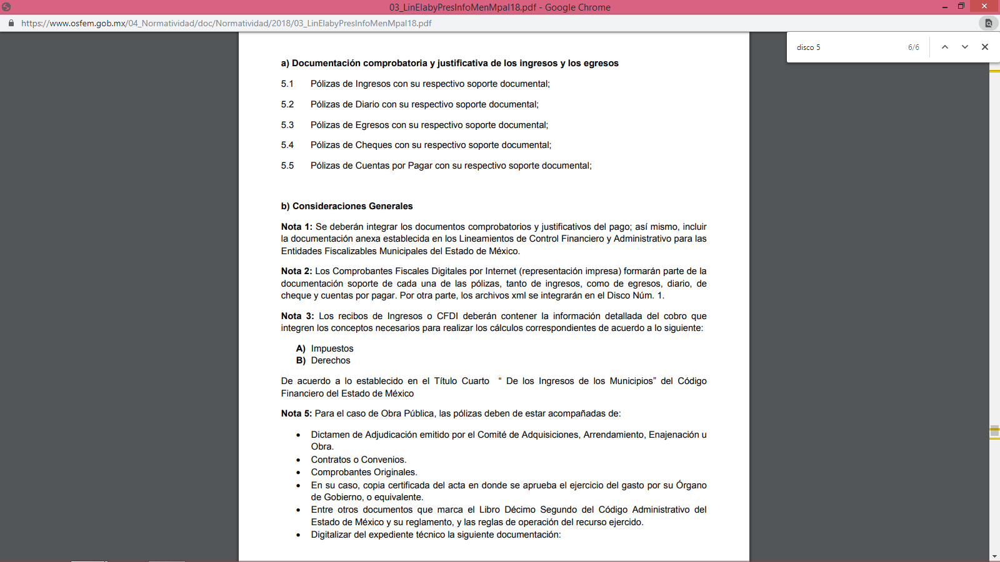 03_LinElabyPresInfoMenMpal18.pdf - Google Chrome
https://www.osfem.gob.mx/04_Normatividad/doc/Normatividad/2018/03_LinElabyPresInfoMenMpal18.pdf
disco 5 6/6
a) Documentación comprobatoria y justificativa de los ingresos y los egresos
5.1 Pólizas de Ingresos con su respectivo soporte documental;
5.2 Pólizas de Diario con su respectivo soporte documental;
5.3 Pólizas de Egresos con su respectivo soporte documental;
5.4 Pólizas de Cheques con su respectivo soporte documental;
5.5 Pólizas de Cuentas por Pagar con su respectivo soporte documental;
b) Consideraciones Generales
Nota 1: Se deberán integrar los documentos comprobatorios y justificativos del pago; así mismo, incluir
la documentación anexa establecida en los Lineamientos de Control Financiero y Administrativo para las
Entidades Fiscalizables Municipales del Estado de México.
Nota 2: Los Comprobantes Fiscales Digitales por Internet (representación impresa) formarán parte de la
documentación soporte de cada una de las pólizas, tanto de ingresos, como de egresos, diario, de
cheque y cuentas por pagar. Por otra parte, los archivos xml se integrarán en el Disco Núm. 1.
Nota 3: Los recibos de Ingresos o CFDI deberán contener la información detallada del cobro que
integren los conceptos necesarios para realizar los cálculos correspondientes de acuerdo a lo siguiente:
A) Impuestos
B) Derechos
De acuerdo a lo establecido en el Título Cuarto “ De los Ingresos de los Municipios” del Código
Financiero del Estado de México
Nota 5: Para el caso de Obra Pública, las pólizas deben de estar acompañadas de:
• Dictamen de Adjudicación emitido por el Comité de Adquisiciones, Arrendamiento, Enajenación u
Obra.
• Contratos o Convenios.
• Comprobantes Originales.
• En su caso, copia certificada del acta en donde se aprueba el ejercicio del gasto por su Órgano
de Gobierno, o equivalente.
• Entre otros documentos que marca el Libro Décimo Segundo del Código Administrativo del
Estado de México y su reglamento, y las reglas de operación del recurso ejercido.
• Digitalizar del expediente técnico la siguiente documentación: